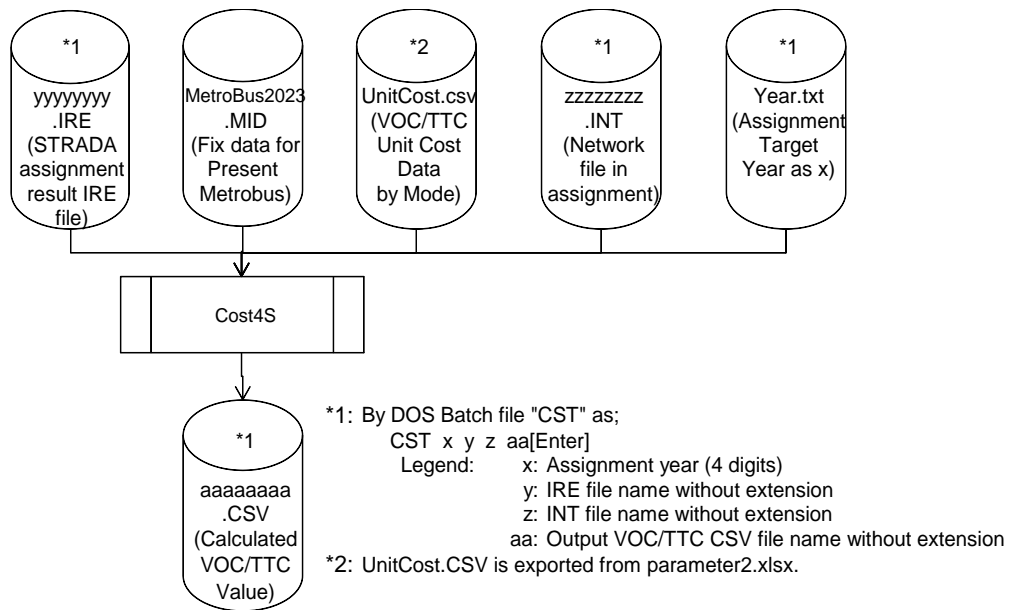 *1
yyyyyyyy
.IRE
(STRADA
assignment
result IRE
file)
MetroBus2023
.MID
(Fix data for
Present
Metrobus)
*2
UnitCost.csv
(VOC/TTC
Unit Cost
Data
by Mode)
*1
zzzzzzzz
.INT
(Network
file in
assignment)
*1
Year.txt
(Assignment
Target
Year as x)
Cost4S
*1
aaaaaaaa
.CSV
(Calculated
VOC/TTC
Value)
*1: By DOS Batch file "CST" as;
CST x y z aa[Enter]
Legend: x: Assignment year (4 digits)
y: IRE file name without extension
z: INT file name without extension
aa: Output VOC/TTC CSV file name without extension
*2: UnitCost.CSV is exported from parameter2.xlsx.